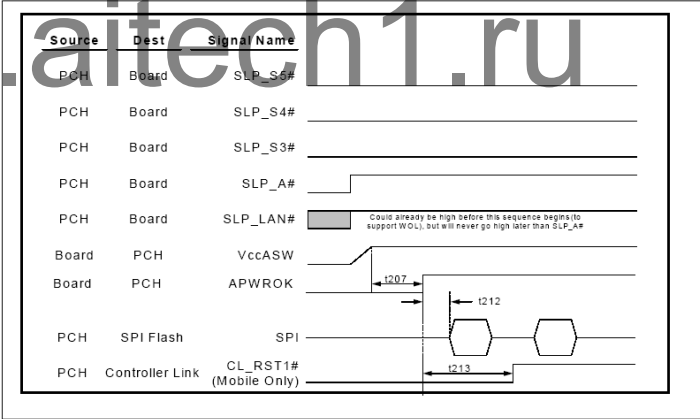 .aitech1.ru
Source Dest Signal Name
PCH Board SLP_S5#
PCH Board SLP_S4#
PCH Board SLP_S3#
PCH Board SLP_A#
PCH Board SLP_LAN#
Could already be high before this sequence begins(to
support WOL), but will never go high later than SLP_A#
Board PCH VccASW
Board PCH APWROK
t207
t212
PCH SPI Flash SPI
PCH Controller Link CL_RST1#
(Mobile Only)
t213